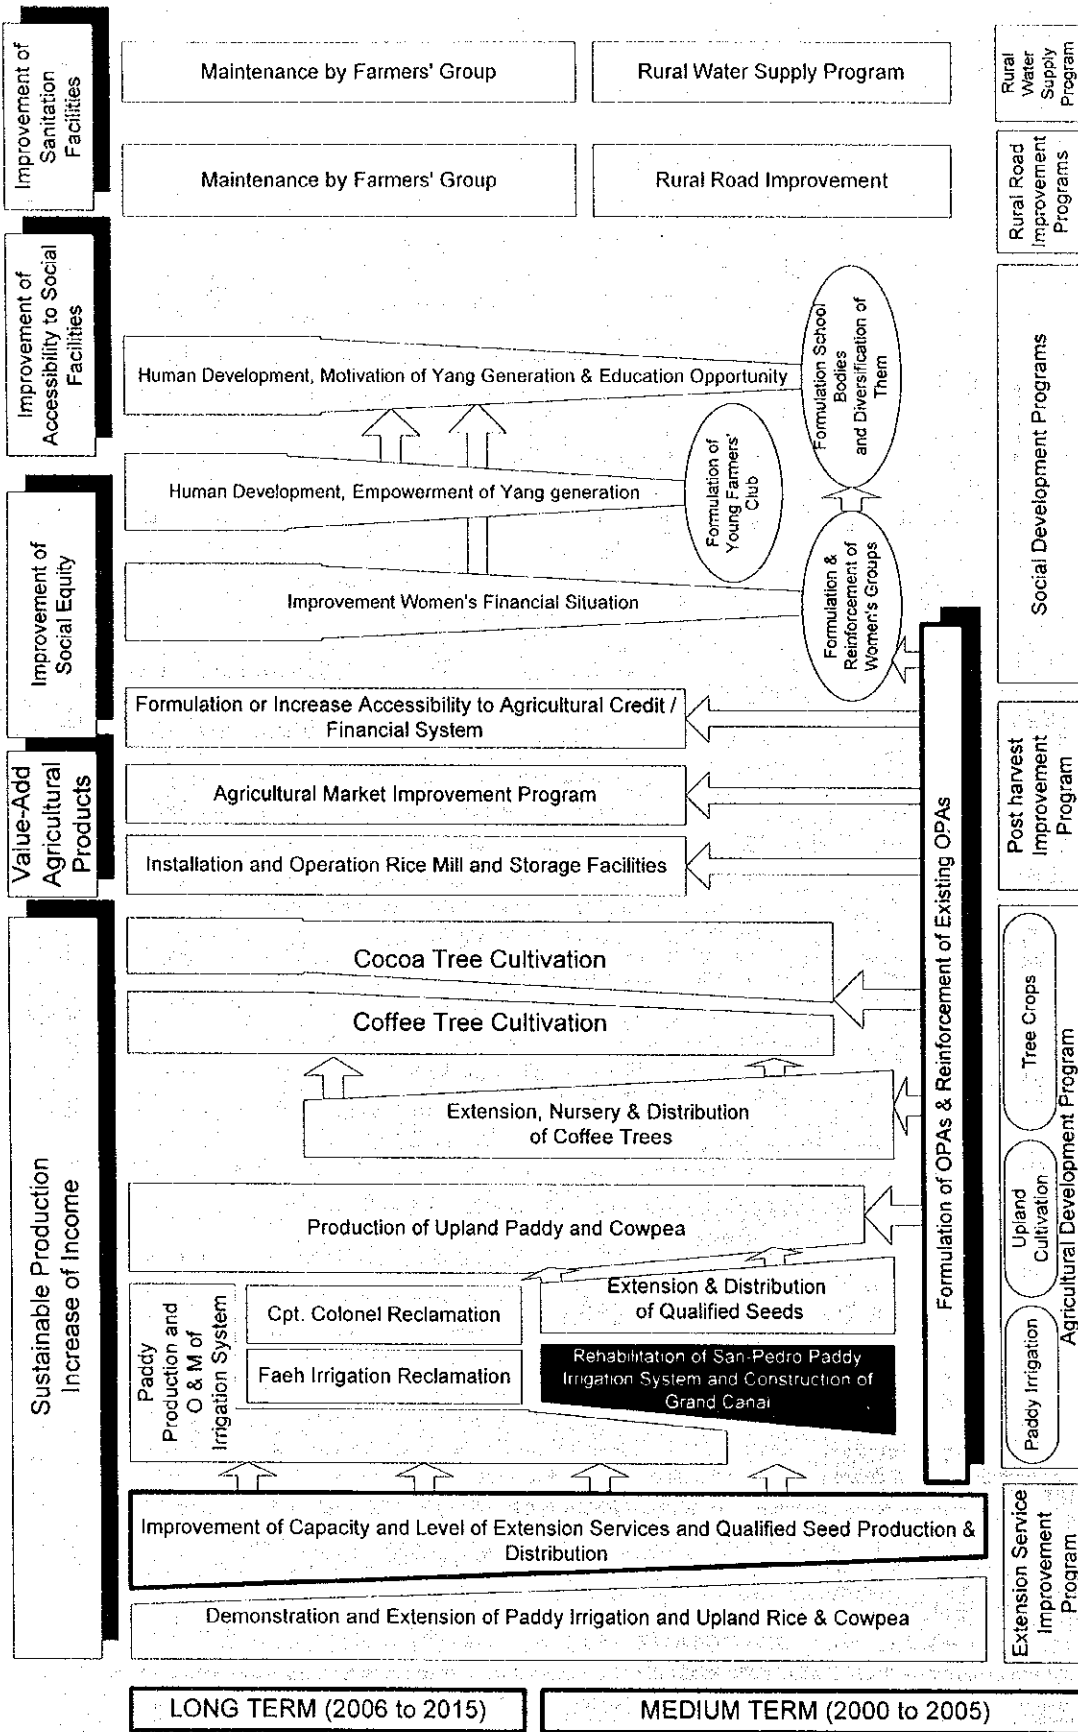 Improvement of
Sanitation
Facilities
Maintenance by Farmers' Group
Rural Water Supply Program
Rural
Water
Supply
Program
Maintenance by Farmers' Group
Rural Road Improvement
Rural Road
Improvement
Programs
Improvement of
Accessibility to Social
Facilities
Human Development, Motivation of Yang Generation & Education Opportunity
Formulation School
Bodies
and Diversification of
Them
Human Development, Empowerment of Yang generation
Formulation of
Young Farmers'
Club
Improvement of
Social Equity
Improvement Women's Financial Situation
Formulation &
Reinforcement of
Women's Groups
Social Development Programs
Formulation or Increase Accessibility to Agricultural Credit /
Financial System
Value-Add
Agricultural
Products
Agricultural Market Improvement Program
Installation and Operation Rice Mill and Storage Facilities
Post harvest
Improvement
Program
Formulation of OPAs & Reinforcement of Existing OPAs
Sustainable Production
Increase of Income
Cocoa Tree Cultivation
Coffee Tree Cultivation
Extension, Nursery & Distribution
of Coffee Trees
Production of Upland Paddy and Cowpea
Tree Crops
Upland
Cultivation
Paddy Irrigation
Agricultural Development Program
Paddy
Production and
O & M of
Irrigation System
Cpt. Colonel Reclamation
Extension & Distribution
of Qualified Seeds
Faeh Irrigation Reclamation
Rehabilitation of San-Pedro Paddy
Irrigation System and Construction of
Grand Canal
Improvement of Capacity and Level of Extension Services and Qualified Seed Production &
Distribution
Demonstration and Extension of Paddy Irrigation and Upland Rice & Cowpea
Extension Service
Improvement
Program
LONG TERM (2006 to 2015)
MEDIUM TERM (2000 to 2005)